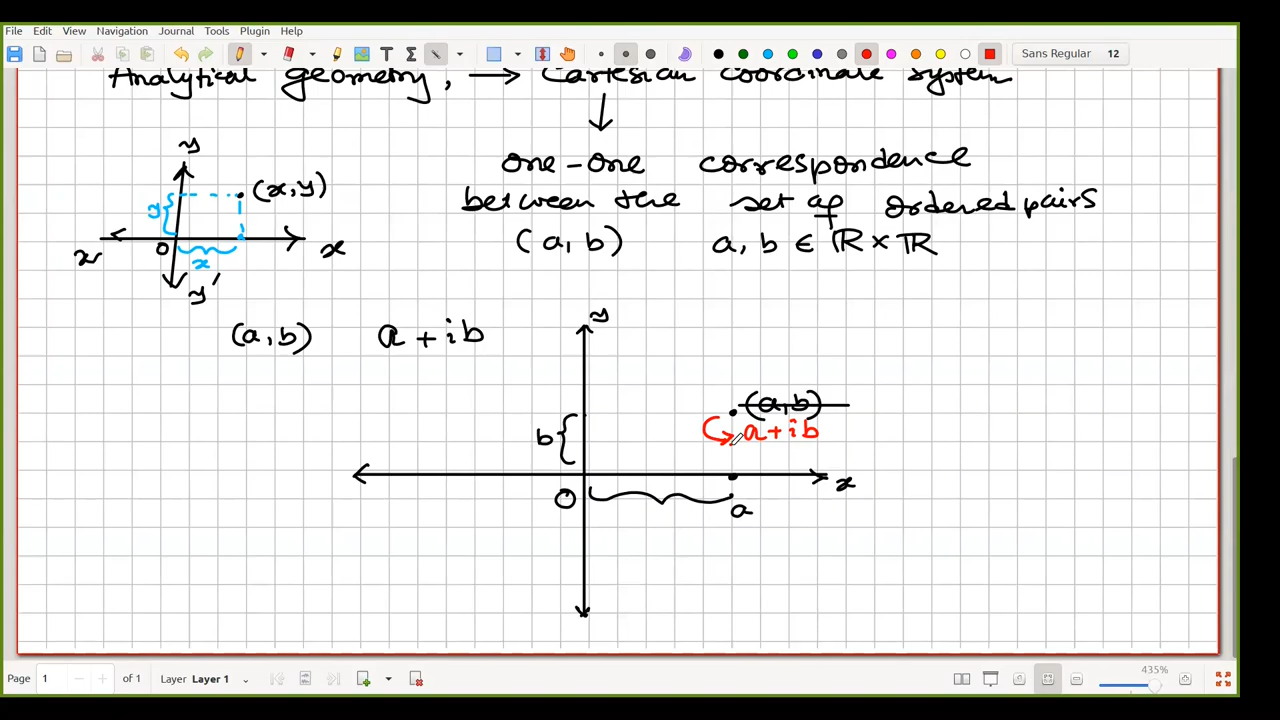 File Edit View Navigation Journal Tools Plugin Help
T Σ Sans Regular 12
Analytical geometry, → Cartesian coordinate system
↓
y
(x, y)
y
x
O
x
x
y'
one-one correspondence
between the set of ordered pairs
(a, b) a, b ∈ ℝ × ℝ
(a, b) a + ib
y
(a, b)
a + ib
b
x
O
a
Page 1 of 1 Layer Layer 1 435%